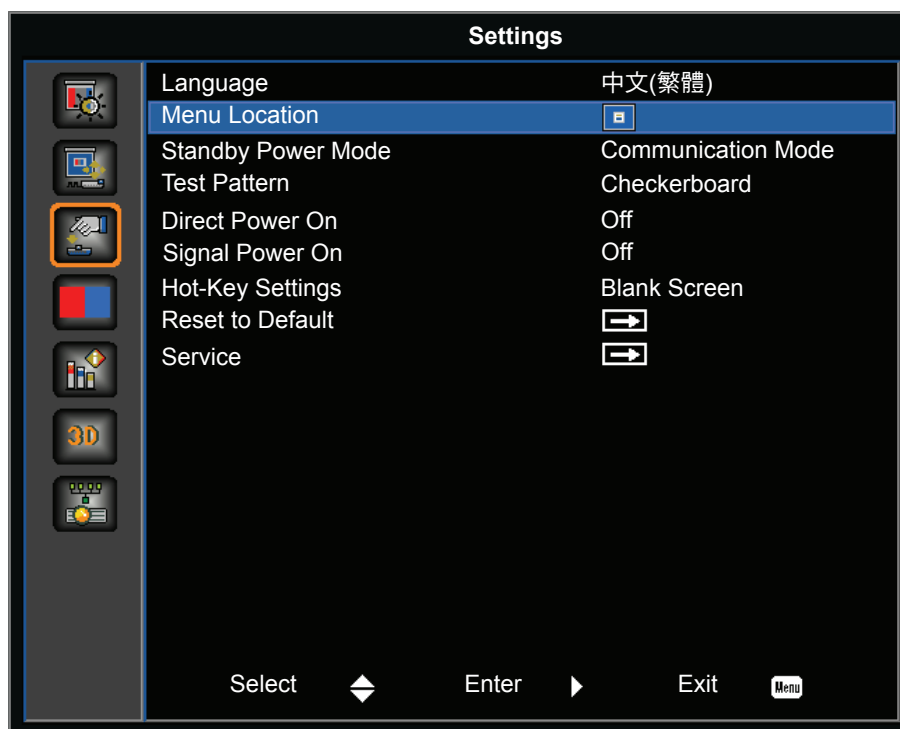 Settings
Language 中文(繁體)
Menu Location
Standby Power Mode Communication Mode
Test Pattern Checkerboard
Direct Power On Off
Signal Power On Off
Hot-Key Settings Blank Screen
Reset to Default
Service
3D
Select Enter Exit Menu